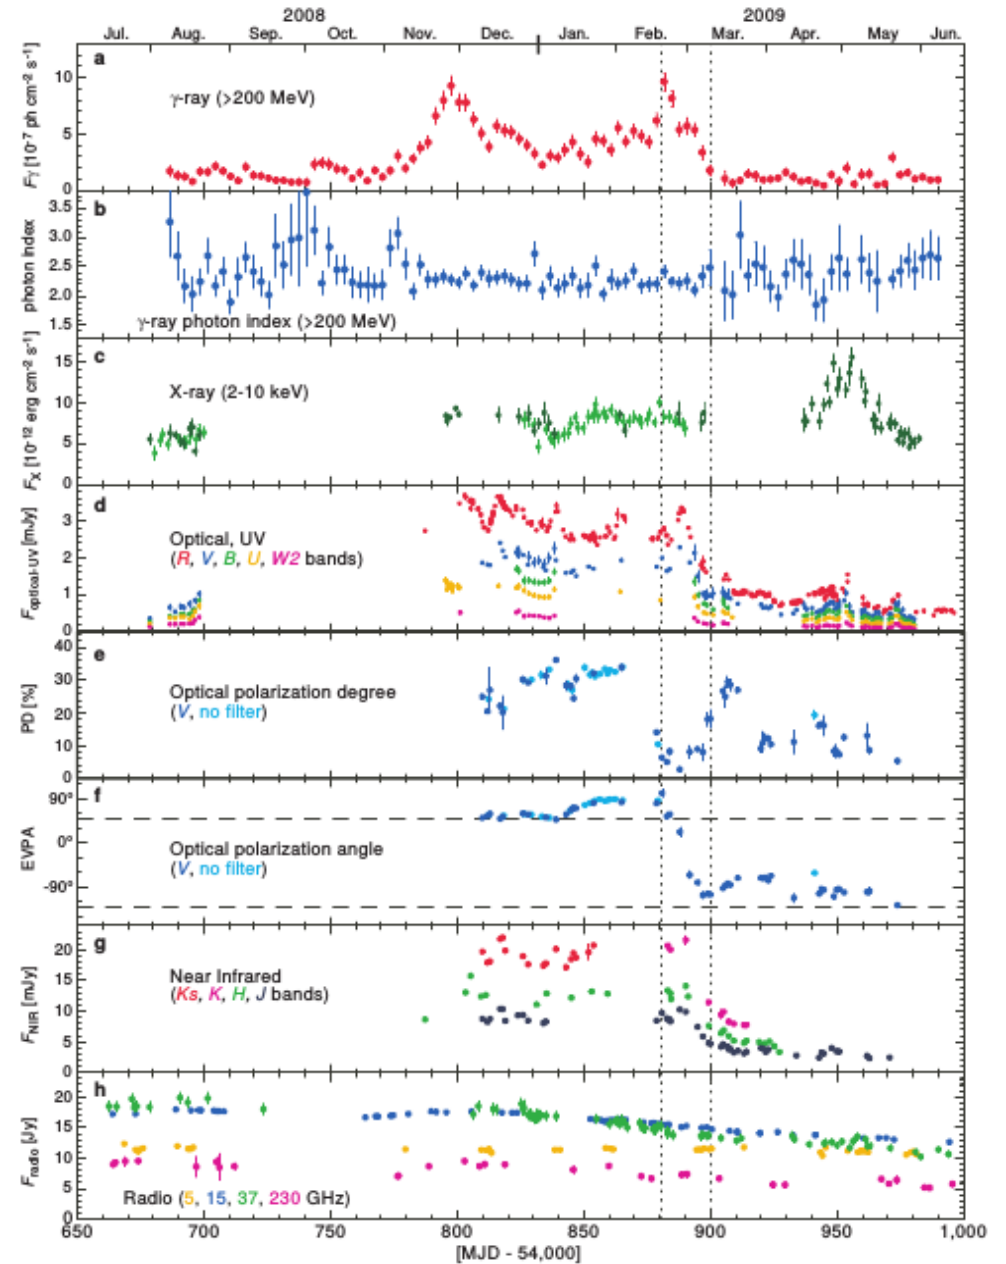 2008 2009
Jul. Aug. Sep. Oct. Nov. Dec. Jan. Feb. Mar. Apr. May Jun.
a
γ-ray (>200 MeV)
Fγ [10⁻⁷ ph cm⁻² s⁻¹]
10
5
0
b
photon index
3.5
3.0
2.5
2.0
1.5
γ-ray photon index (>200 MeV)
c
X-ray (2-10 keV)
F_X [10⁻¹² erg cm⁻² s⁻¹]
15
10
5
0
d
Optical, UV
(R, V, B, U, W2 bands)
F_optical-UV [mJy]
3
2
1
0
e
Optical polarization degree
(V, no filter)
PD [%]
40
30
20
10
0
f
Optical polarization angle
(V, no filter)
EVPA
90°
0°
-90°
g
Near Infrared
(Ks, K, H, J bands)
F_NIR [mJy]
20
15
10
5
0
h
F_radio [Jy]
20
15
10
5
0
Radio (5, 15, 37, 230 GHz)
650 700 750 800 850 900 950 1,000
[MJD - 54,000]